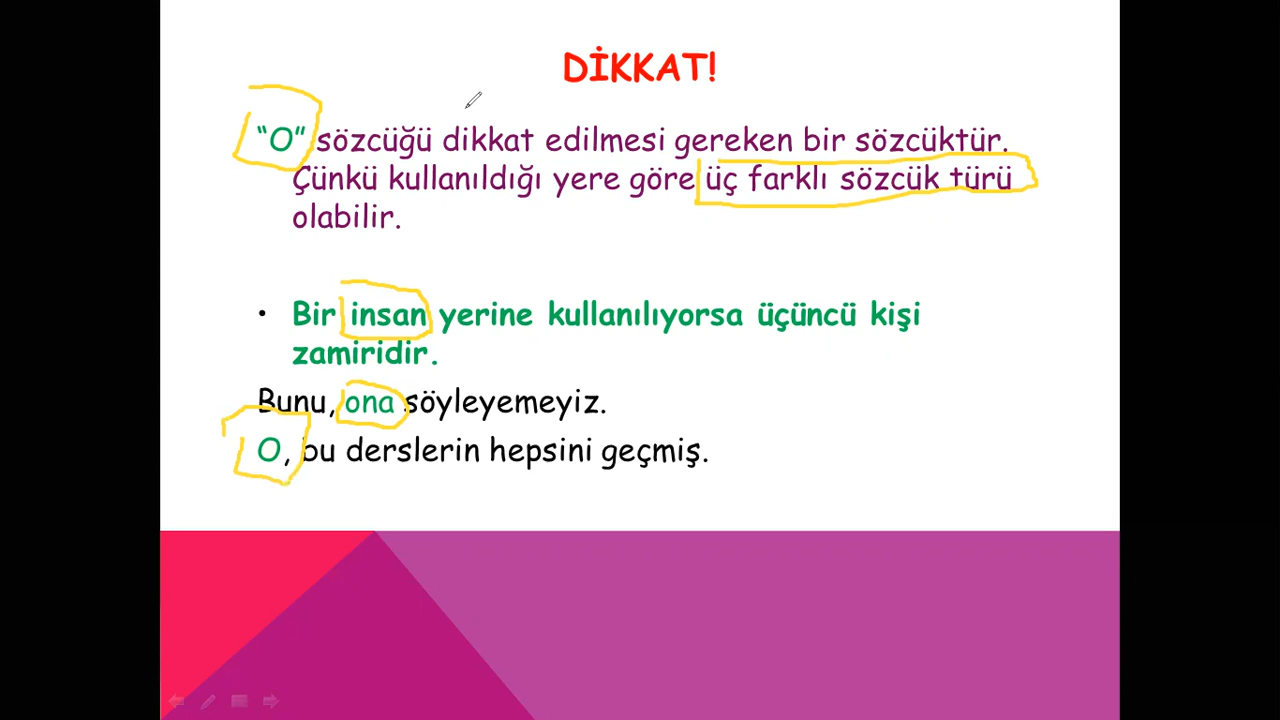 DİKKAT!
“O” sözcüğü dikkat edilmesi gereken bir sözcüktür.
Çünkü kullanıldığı yere göre üç farklı sözcük türü
olabilir.
• Bir insan yerine kullanılıyorsa üçüncü kişi
zamiridir.
Bunu, ona söyleyemeyiz.
O, bu derslerin hepsini geçmiş.